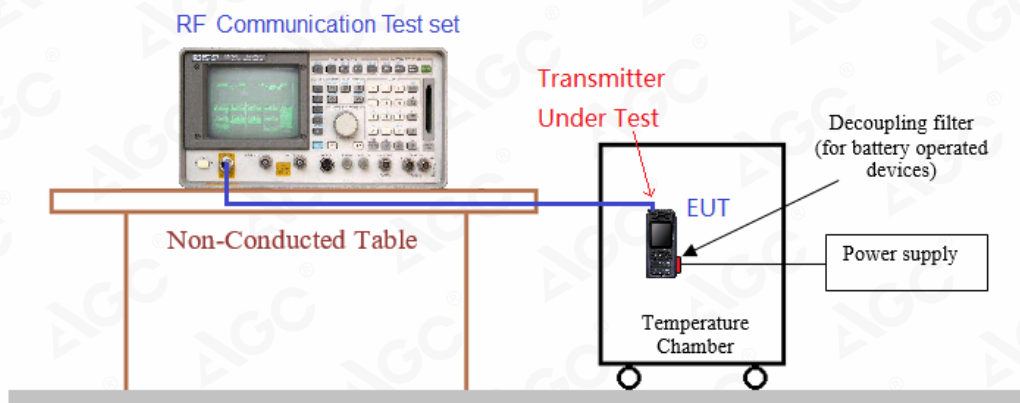 RF Communication Test set
Transmitter
Under Test
Decoupling filter
(for battery operated
devices)
EUT
Non-Conducted Table
Power supply
Temperature
Chamber
AGC